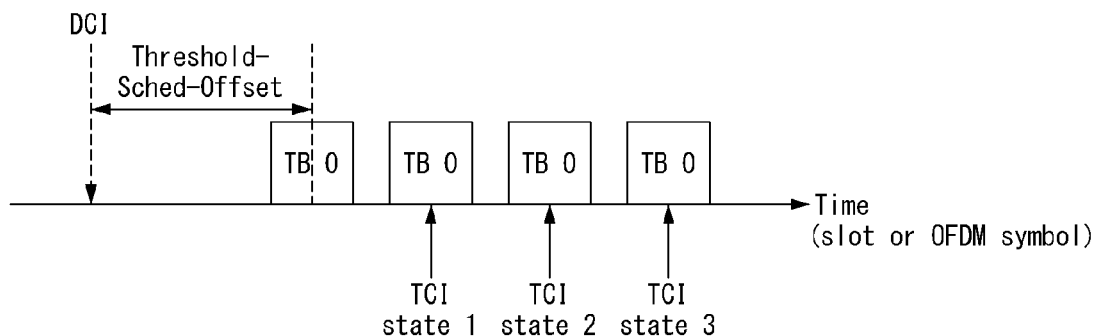 DCI
Threshold-
Sched-Offset
TB 0 TB 0 TB 0 TB 0
Time
(slot or OFDM symbol)
TCI TCI TCI
state 1 state 2 state 3